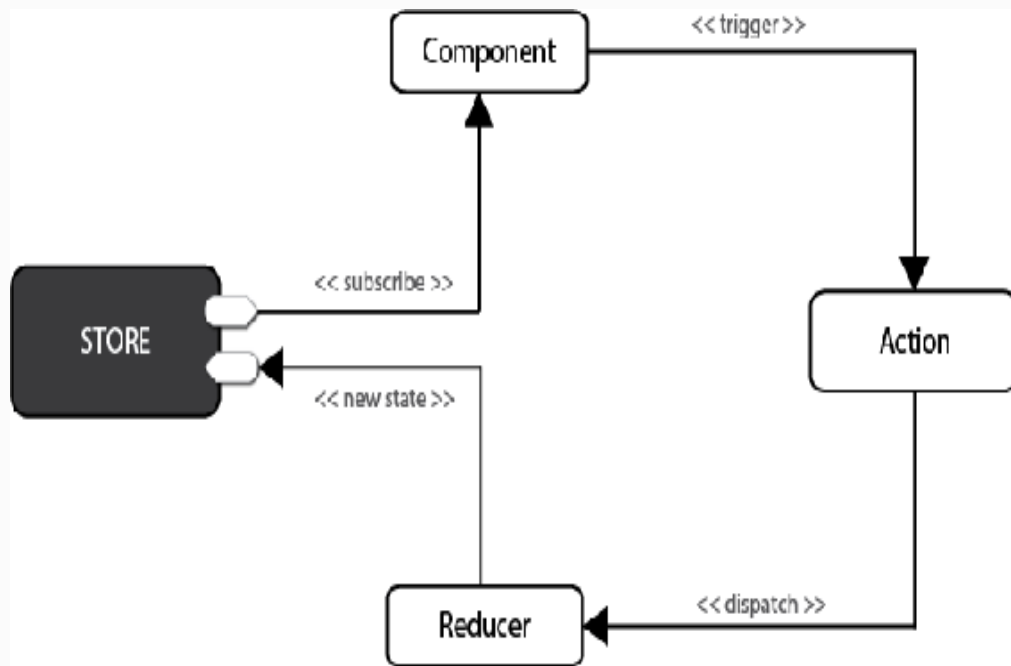 Component
<< trigger >>
<< subscribe >>
STORE
Action
<< new state >>
Reducer
<< dispatch >>